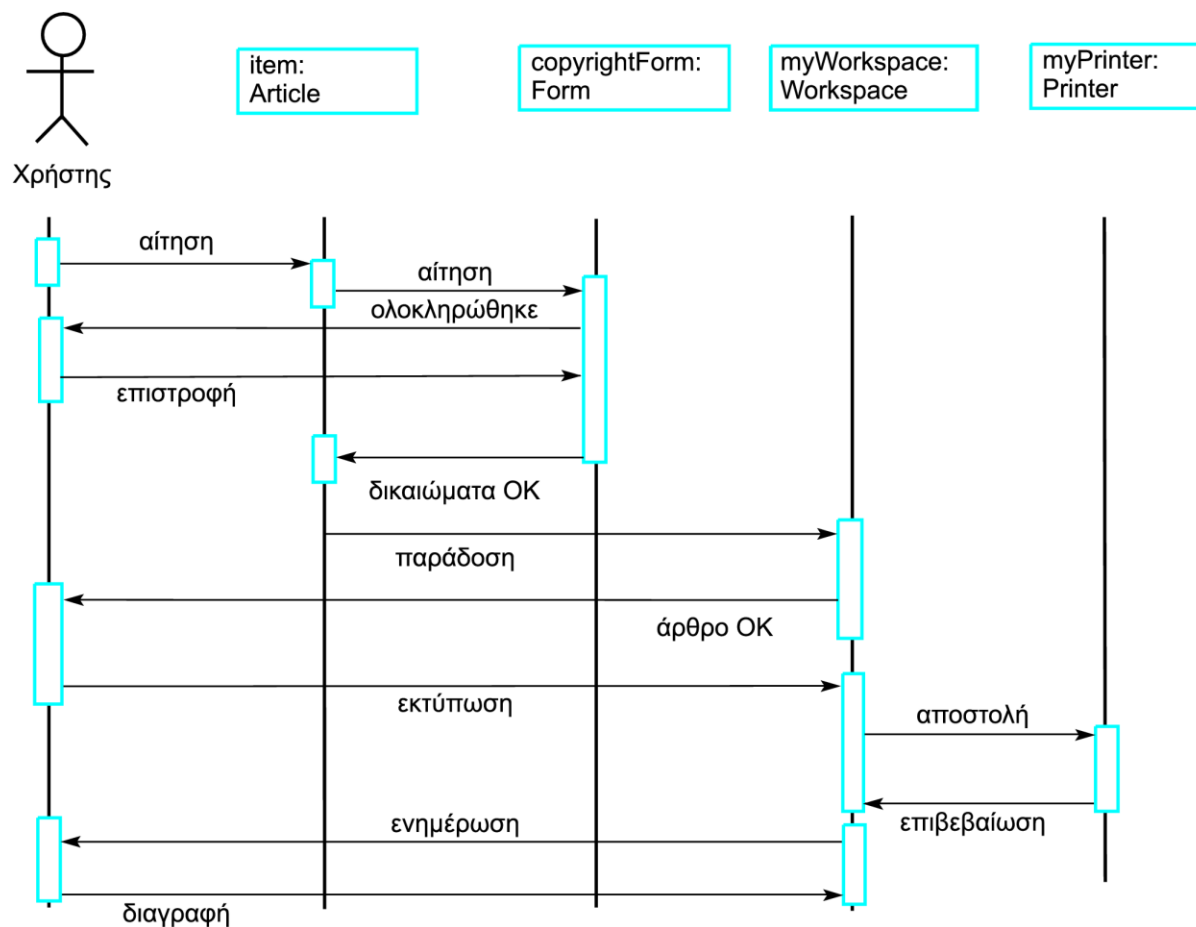 item:
Article
copyrightForm:
Form
myWorkspace:
Workspace
myPrinter:
Printer
Χρήστης
αίτηση
αίτηση
ολοκληρώθηκε
επιστροφή
δικαιώματα OK
παράδοση
άρθρο OK
εκτύπωση
αποστολή
επιβεβαίωση
ενημέρωση
διαγραφή